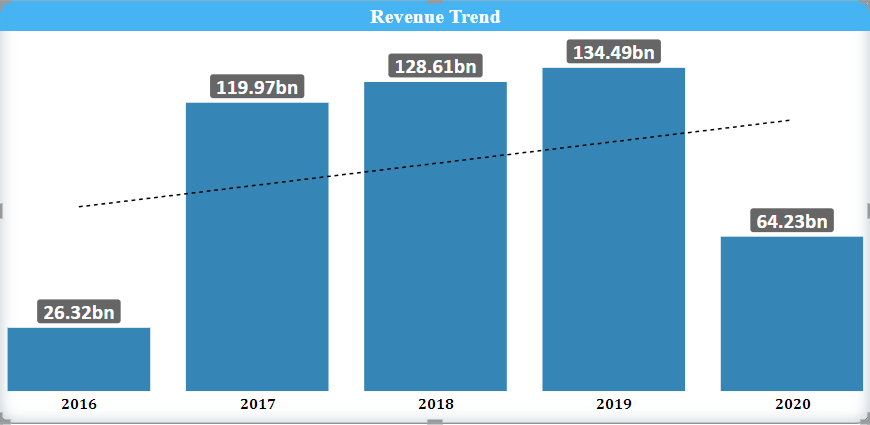 Revenue Trend
26.32bn
119.97bn
128.61bn
134.49bn
64.23bn
2016
2017
2018
2019
2020